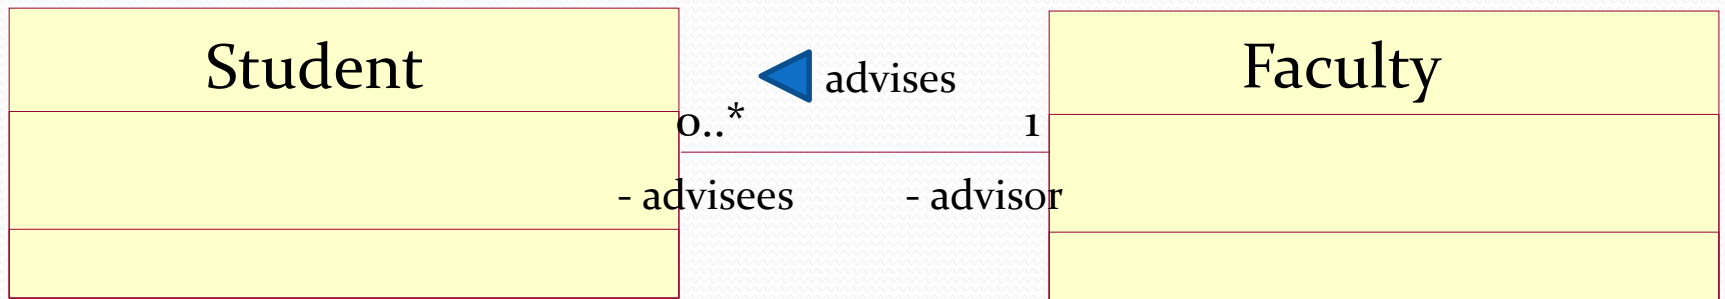 Student
Faculty
advises
0..*
1
- advisees
- advisor